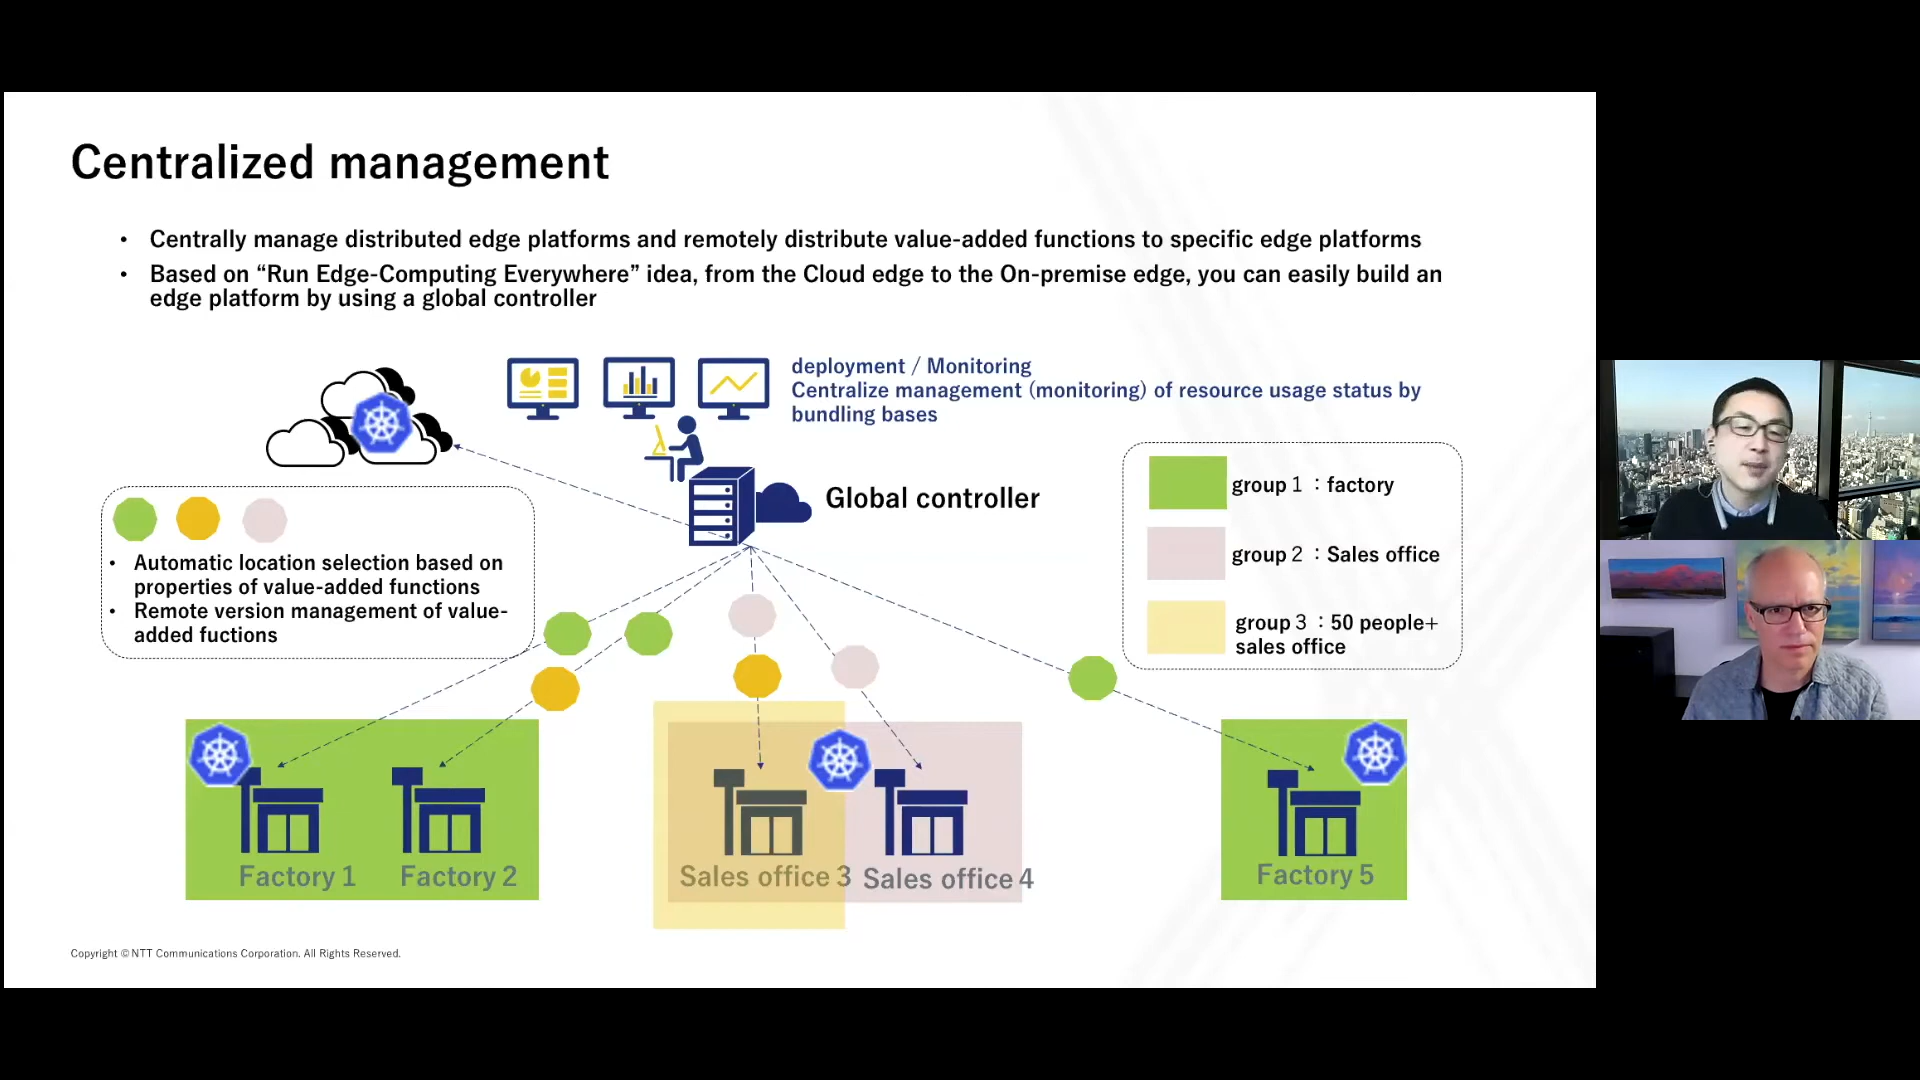 Centralized management
• Centrally manage distributed edge platforms and remotely distribute value-added functions to specific edge platforms
• Based on “Run Edge-Computing Everywhere” idea, from the Cloud edge to the On-premise edge, you can easily build an
edge platform by using a global controller
deployment / Monitoring
Centralize management (monitoring) of resource usage status by
bundling bases
Global controller
• Automatic location selection based on
properties of value-added functions
• Remote version management of value-
added fuctions
group 1 : factory
group 2 : Sales office
group 3 : 50 people+
sales office
Factory 1
Factory 2
Sales office 3
Sales office 4
Factory 5
Copyright © NTT Communications Corporation. All Rights Reserved.